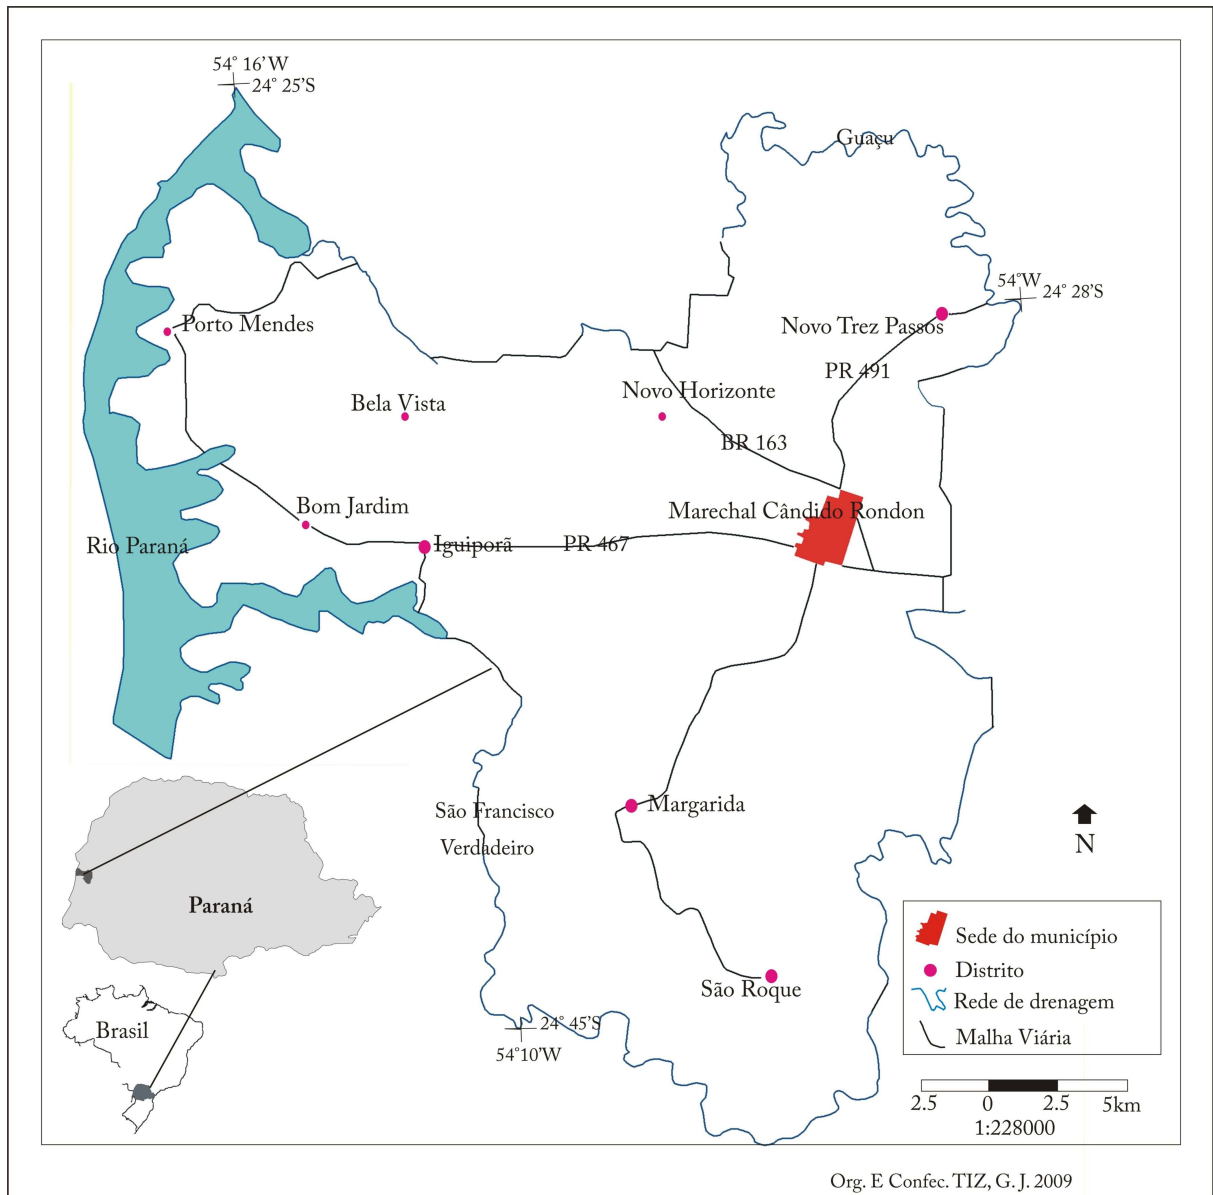 54° 16'W
24° 25'S
Guaçu
54°W
24° 28'S
Porto Mendes
Novo Trez Passos
PR 491
Bela Vista
Novo Horizonte
BR 163
Bom Jardim
Marechal Cândido Rondon
Rio Paraná
Iguiporã
PR 467
São Francisco
Verdadeiro
Margarida
N
Paraná
São Roque
Brasil
24° 45'S
54°10'W
Sede do município
Distrito
Rede de drenagem
Malha Viária
2.5 0 2.5 5km
1:228000
Org. E Confec. TIZ, G. J. 2009